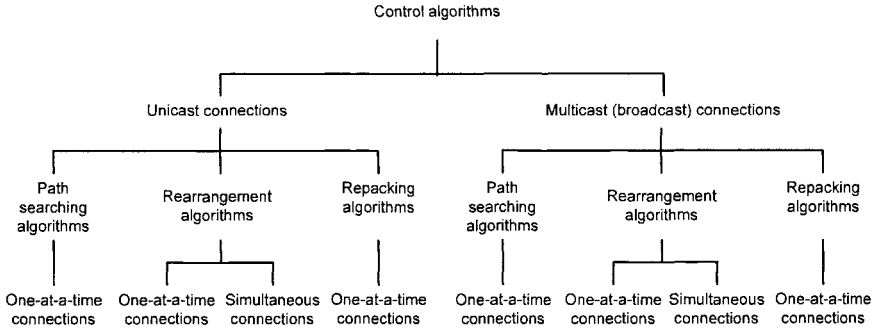 Control algorithms
Unicast connections
Multicast (broadcast) connections
Path
searching
algorithms
Rearrangement
algorithms
Repacking
algorithms
Path
searching
algorithms
Rearrangement
algorithms
Repacking
algorithms
One-at-a-time
connections
One-at-a-time
connections
Simultaneous
connections
One-at-a-time
connections
One-at-a-time
connections
One-at-a-time
connections
Simultaneous
connections
One-at-a-time
connections